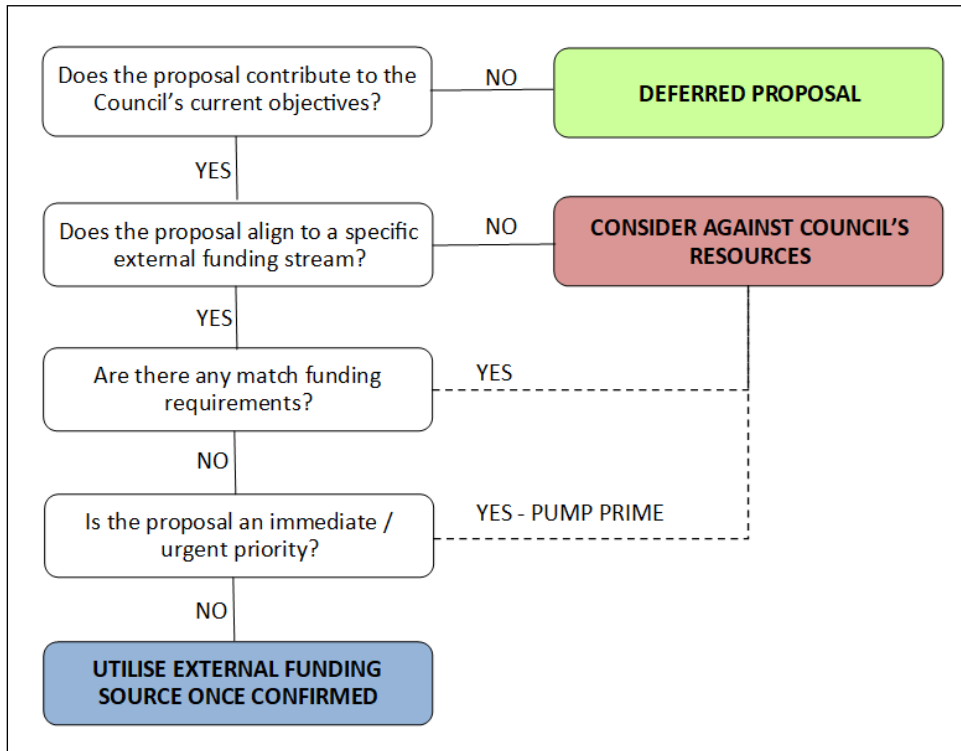 Does the proposal contribute to the
Council’s current objectives?
NO
DEFERRED PROPOSAL
YES
Does the proposal align to a specific
external funding stream?
NO
CONSIDER AGAINST COUNCIL’S
RESOURCES
YES
Are there any match funding
requirements?
YES
NO
Is the proposal an immediate /
urgent priority?
YES - PUMP PRIME
NO
UTILISE EXTERNAL FUNDING
SOURCE ONCE CONFIRMED